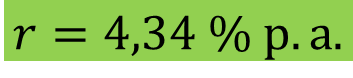 r = 4,34 % p. a.